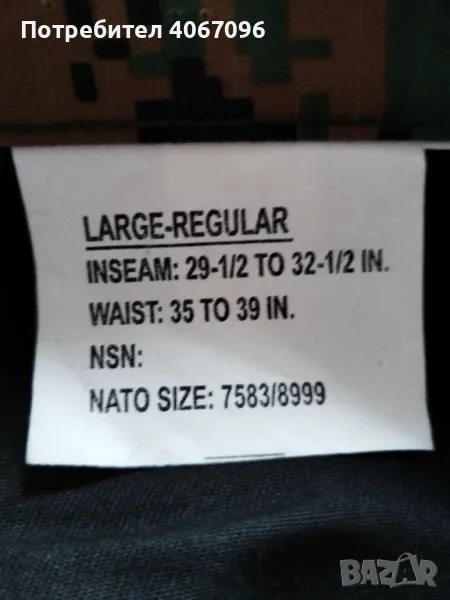 Потребител 4067096
LARGE-REGULAR
INSEAM: 29-1/2 TO 32-1/2 IN.
WAIST: 35 TO 39 IN.
NSN:
NATO SIZE: 7583/8999
BAZAR